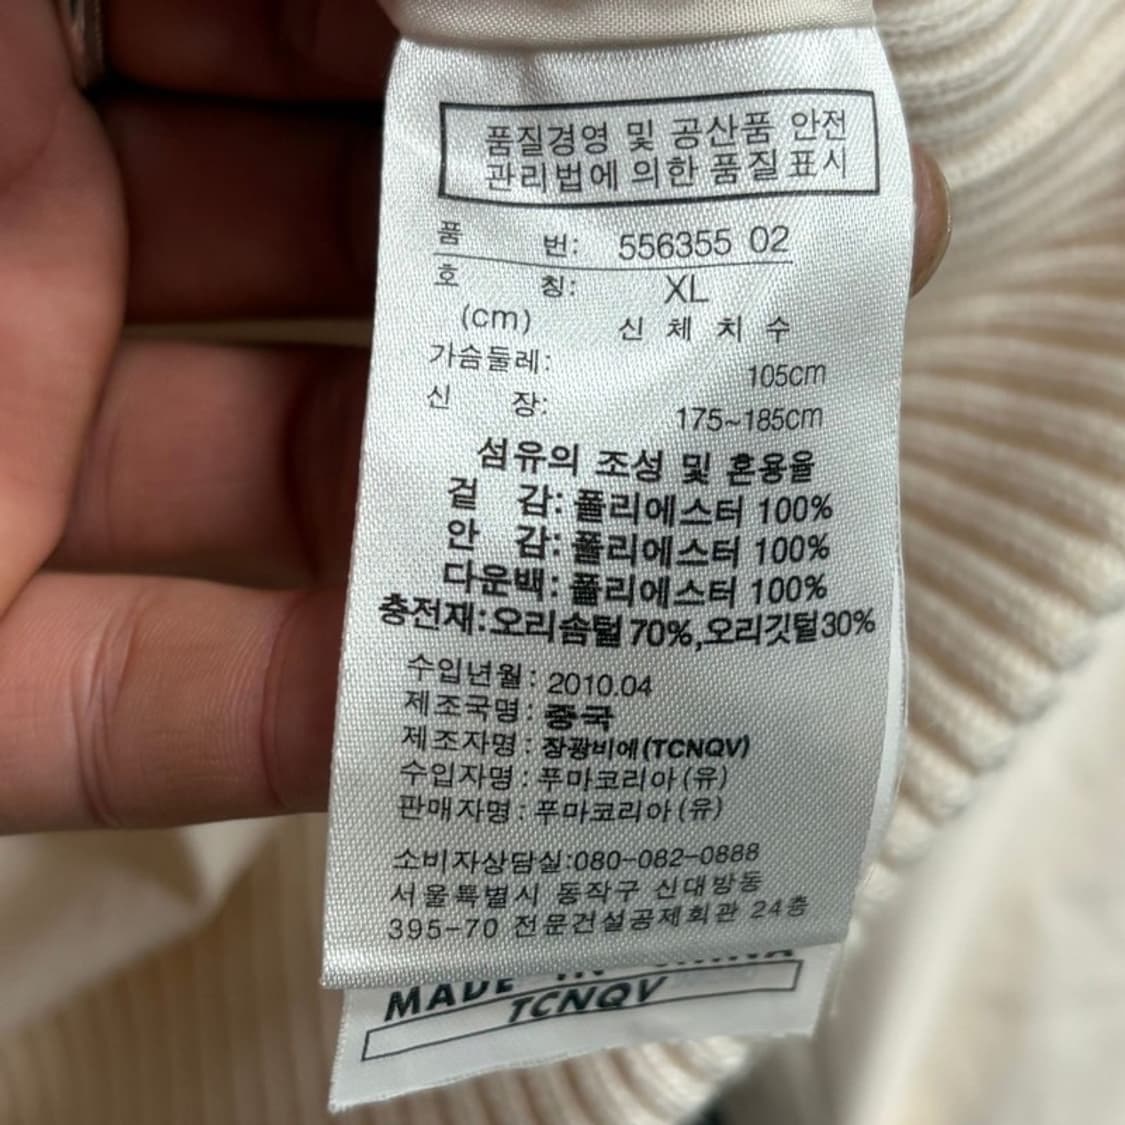 품질경영 및 공산품 안전
관리법에 의한 품질표시
품 번: 556355 02
호 칭: XL
(cm) 신 체 치 수
가슴둘레: 105cm
신 장: 175~185cm
섬유의 조성 및 혼용율
겉 감: 폴리에스터 100%
안 감: 폴리에스터 100%
다운백: 폴리에스터 100%
충전재:오리솜털70%,오리깃털30%
수입년월: 2010.04
제조국명: 중국
제조자명: 장광비에(TCNQV)
수입자명: 푸마코리아(유)
판매자명: 푸마코리아(유)
소비자상담실:080-082-0888
서울특별시 동작구 신대방동
395-70 전문건설공제회관 24층
MADE IN CHINA
TCNQV